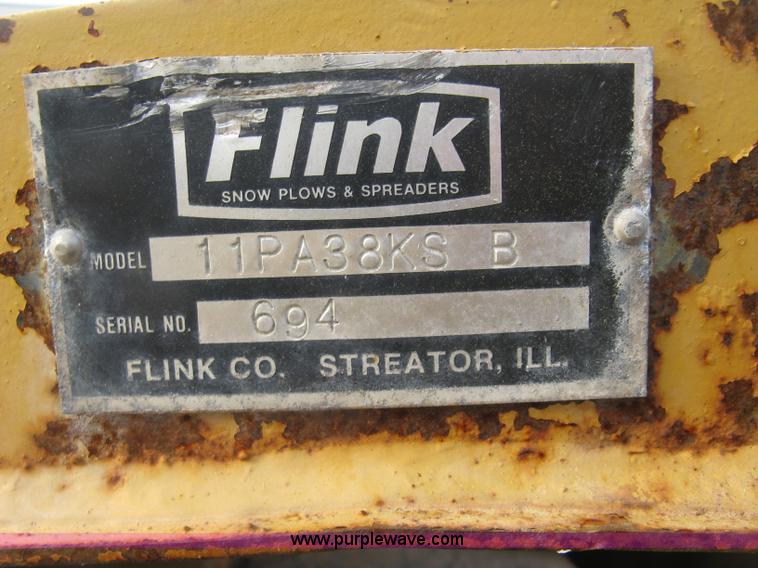 Flink
SNOW PLOWS & SPREADERS
MODEL 11PA38KS B
SERIAL NO. 694
FLINK CO. STREATOR, ILL.
www.purplewave.com